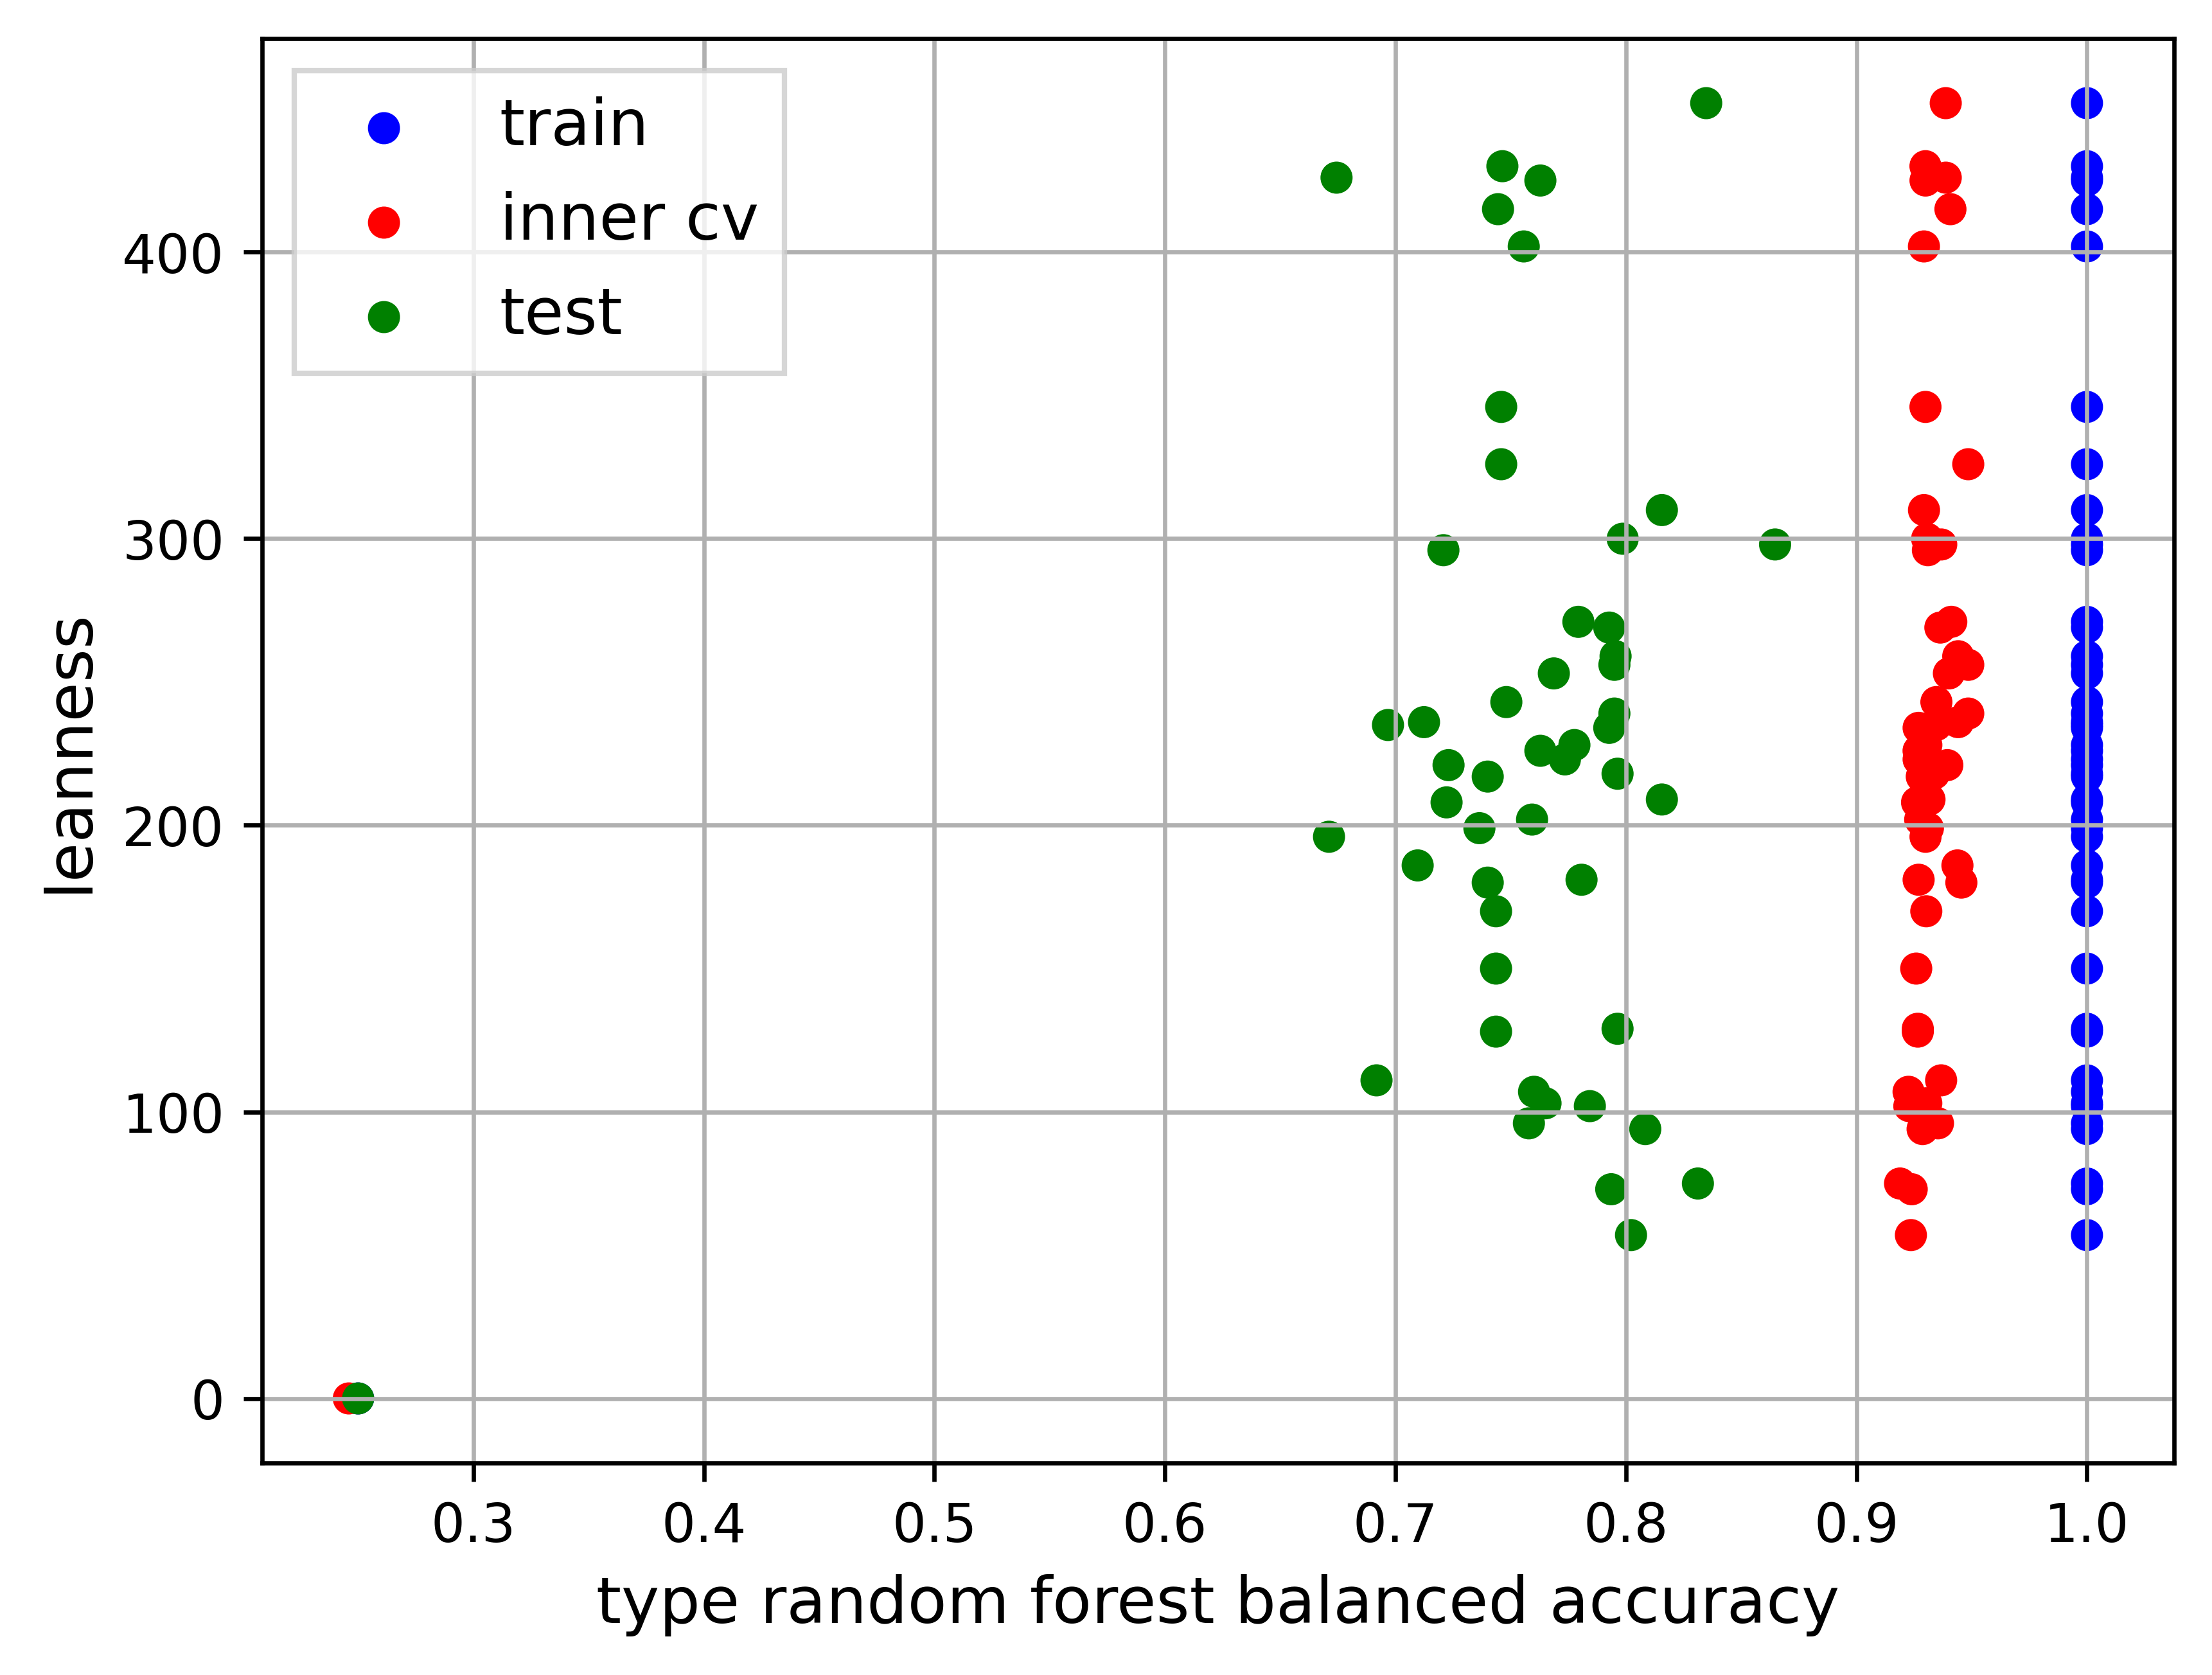 train
inner cv
test
400
300
200
100
0
leanness
0.3 0.4 0.5 0.6 0.7 0.8 0.9 1.0
type random forest balanced accuracy